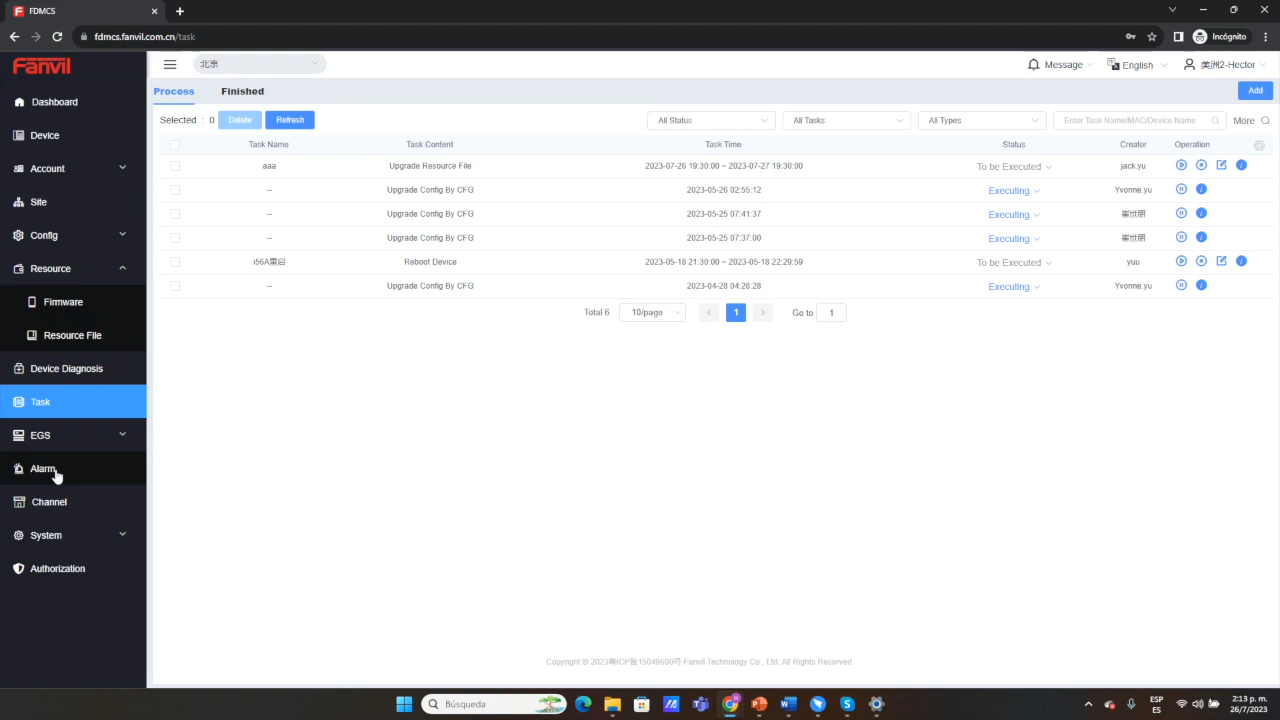 FDMCS
fdmcs.fanvil.com.cn/task
Incógnito
Fanvil
北京
Message
English
美洲2-Hector
Dashboard
Device
Account
Site
Config
Resource
Firmware
Resource File
Device Diagnosis
Task
EGS
Alarm
Channel
System
Authorization
Process Finished
Add
Selected : 0 Delete Refresh All Status All Tasks All Types Enter Task Name/MAC/Device Name More
Task Name Task Content Task Time Status Creator Operation
aaa Upgrade Resource File 2023-07-26 19:30:00 ~ 2023-07-27 19:30:00 To be Executed jack.yu
-- Upgrade Config By CFG 2023-05-26 02:55:12 Executing Yvonne.yu
-- Upgrade Config By CFG 2023-05-25 07:41:37 Executing 崔世朋
-- Upgrade Config By CFG 2023-05-25 07:37:00 Executing 崔世朋
i56A重启 Reboot Device 2023-05-18 21:30:00 ~ 2023-05-18 22:29:59 To be Executed yuu
-- Upgrade Config By CFG 2023-04-28 04:28:28 Executing Yvonne.yu
Total 6 10/page 1 Go to 1
Copyright © 2023粤ICP备15049600号 Fanvil Technology Co., Ltd. All Rights Reserved.
Búsqueda
ESP
ES
2:13 p. m.
26/7/2023